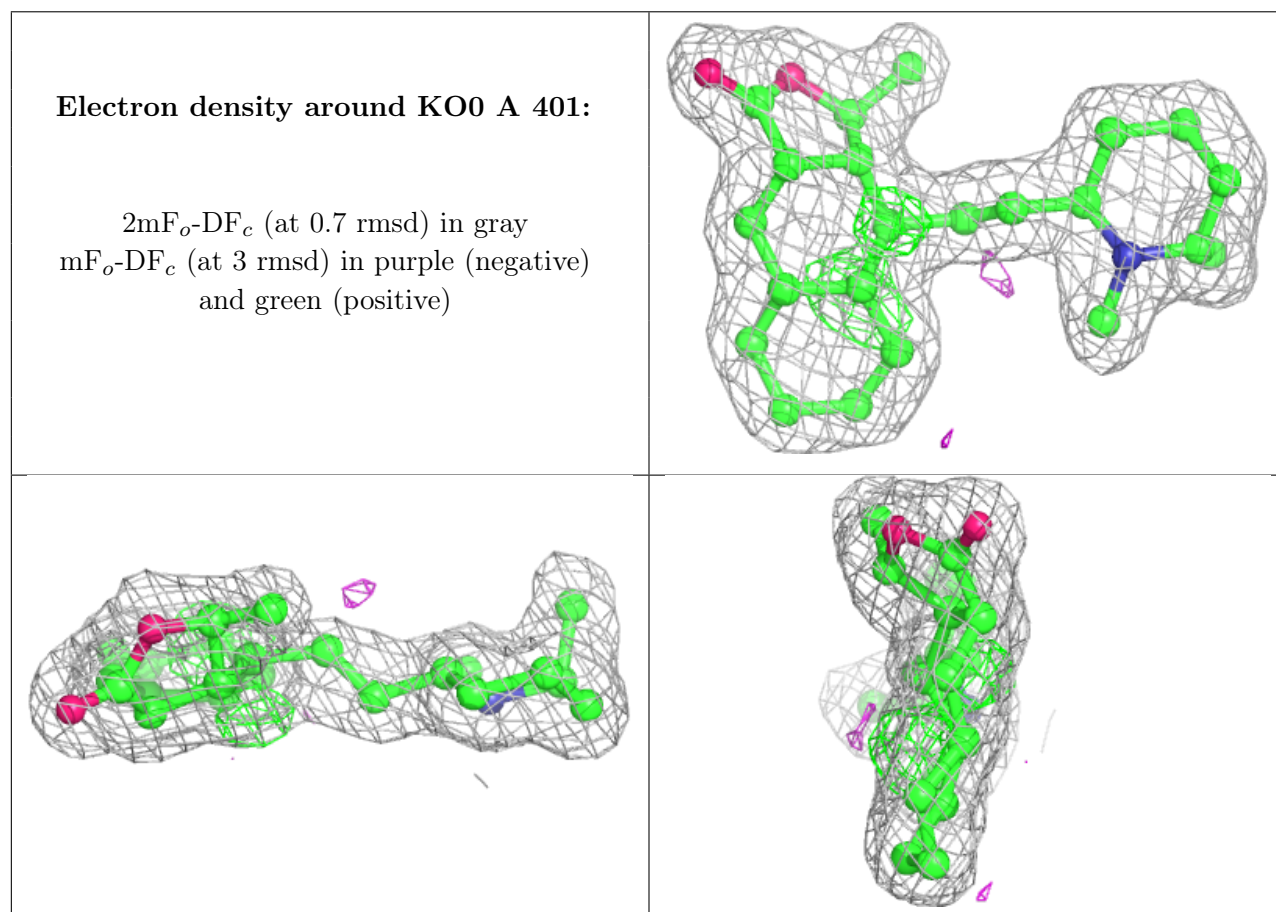 Electron density around KO0 A 401:
2mFo-DFc (at 0.7 rmsd) in gray
mFo-DFc (at 3 rmsd) in purple (negative)
and green (positive)